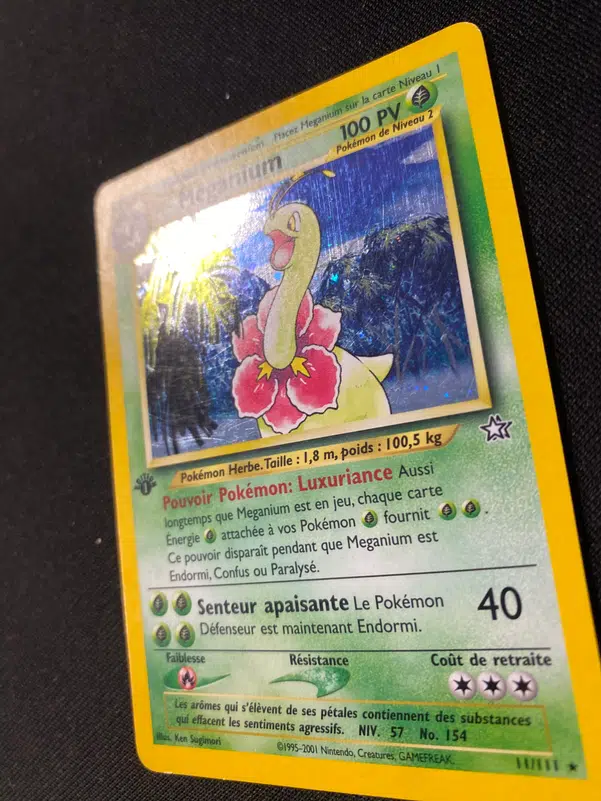 Placez Meganium sur la carte Niveau 1
Meganium 100 PV
Pokémon de Niveau 2
Pokémon Herbe. Taille : 1,8 m, poids : 100,5 kg
1
Pouvoir Pokémon: Luxuriance Aussi
longtemps que Meganium est en jeu, chaque carte
Énergie attachée à vos Pokémon fournit .
Ce pouvoir disparaît pendant que Meganium est
Endormi, Confus ou Paralysé.
Senteur apaisante Le Pokémon 40
Défenseur est maintenant Endormi.
Faiblesse Résistance Coût de retraite
Les arômes qui s'élèvent de ses pétales contiennent des substances
qui effacent les sentiments agressifs. NIV. 57 No. 154
Illus. Ken Sugimori
©1995-2001 Nintendo, Creatures, GAMEFREAK.
11/111